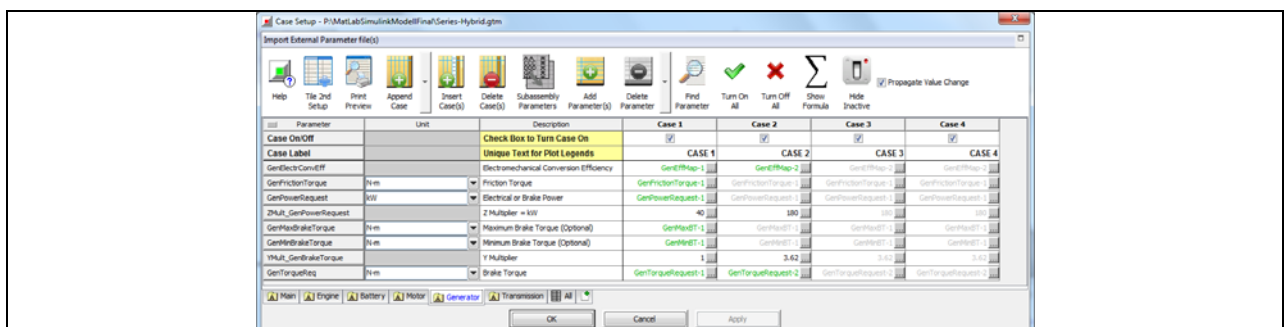 Case Setup - P:\MatLabSimulinkModellFinal\Series-Hybrid.gtm
Import External Parameter file(s)
Help Tile 2nd Setup Print Preview Append Case Insert Case(s) Delete Case(s) Subassembly Parameters Add Parameter(s) Delete Parameter Find Parameter Turn On All Turn Off All Show Formula Hide Inactive Propagate Value Change
Parameter Unit Description Case 1 Case 2 Case 3 Case 4
Case On/Off Check Box to Turn Case On
Case Label Unique Text for Plot Legends CASE 1 CASE 2 CASE 3 CASE 4
GenElectrConvEff Electromechanical Conversion Efficiency GenEffMap-1 GenEffMap-2 GenEffMap-2 GenEffMap-2
GenFrictionTorque N-m Friction Torque GenFrictionTorque-1 GenFrictionTorque-1 GenFrictionTorque-1 GenFrictionTorque-1
GenPowerRequest kW Electrical or Brake Power GenPowerRequest-1 GenPowerRequest-1 GenPowerRequest-1 GenPowerRequest-1
ZMult_GenPowerRequest Z Multiplier = kW 40 180 180 180
GenMaxBrakeTorque N-m Maximum Brake Torque (Optional) GenMaxBT-1 GenMaxBT-1 GenMaxBT-1 GenMaxBT-1
GenMinBrakeTorque N-m Minimum Brake Torque (Optional) GenMinBT-1 GenMinBT-1 GenMinBT-1 GenMinBT-1
YMult_GenBrakeTorque Y Multiplier 1 3.62 3.62 3.62
GenTorqueReq N-m Brake Torque GenTorqueRequest-1 GenTorqueRequest-2 GenTorqueRequest-2 GenTorqueRequest-2
Main Engine Battery Motor Generator Transmission All
OK Cancel Apply